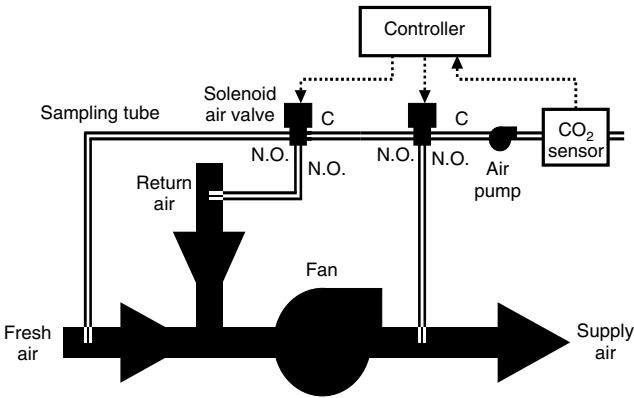 Controller
Solenoid
air valve
Sampling tube
C
C
N.O.
N.O.
N.O.
N.O.
CO2
sensor
Air
pump
Return
air
Fan
Fresh
air
Supply
air